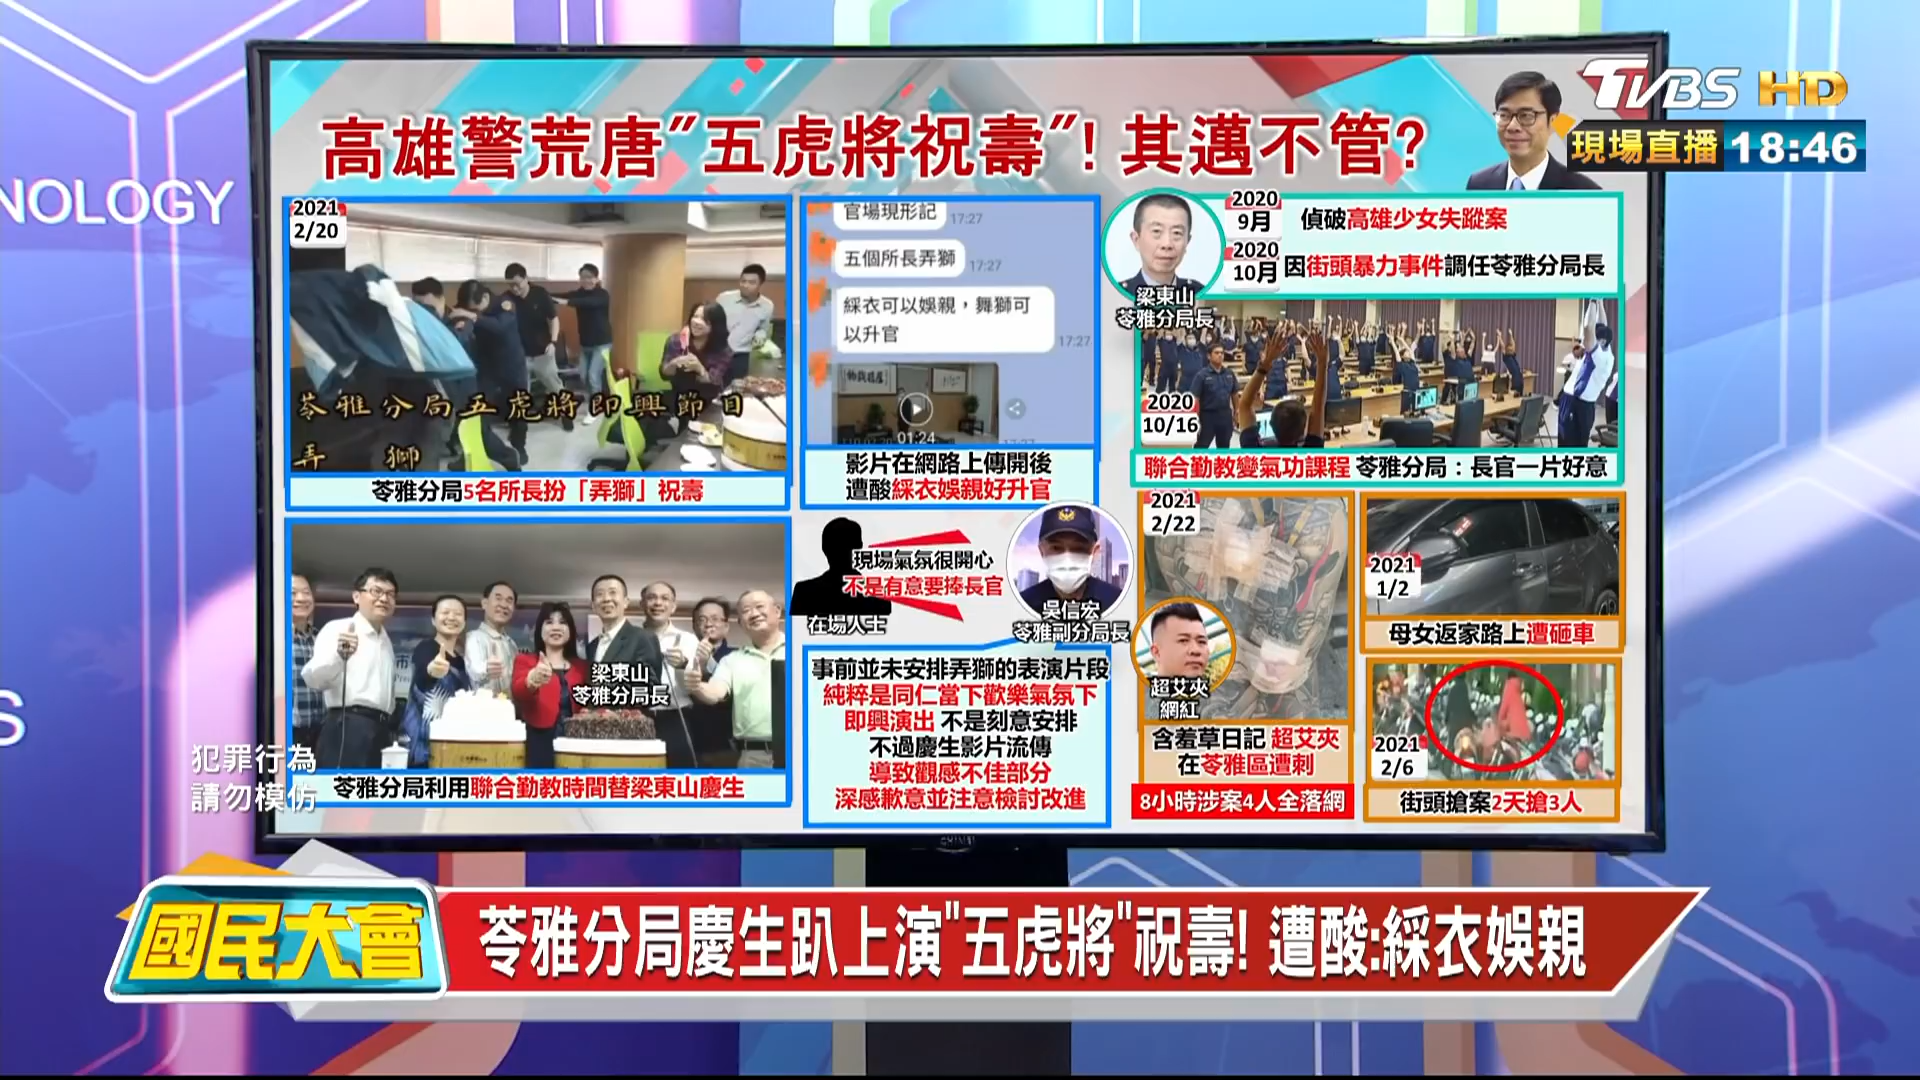 NOLOGY
S
TVBS HD
現場直播 18:46
高雄警荒唐"五虎將祝壽"! 其邁不管?
2021
2/20
苓雅分局五虎將即興節目
弄 獅
苓雅分局5名所長扮「弄獅」祝壽
官場現形記
17:27
五個所長弄獅
17:27
綵衣可以娛親，舞獅可
以升官
17:27
01:24
影片在網路上傳開後
遭酸綵衣娛親好升官
2020
9月
偵破高雄少女失蹤案
2020
10月
因街頭暴力事件調任苓雅分局長
梁東山
苓雅分局長
2020
10/16
聯合勤教變氣功課程 苓雅分局：長官一片好意
梁東山
苓雅分局長
苓雅分局利用聯合勤教時間替梁東山慶生
現場氣氛很開心
不是有意要捧長官
在場人士
吳信宏
苓雅副分局長
事前並未安排弄獅的表演片段
純粹是同仁當下歡樂氣氛下
即興演出 不是刻意安排
不過慶生影片流傳
導致觀感不佳部分
深感歉意並注意檢討改進
2021
2/22
超艾夾
網紅
含羞草日記 超艾夾
在苓雅區遭刺
8小時涉案4人全落網
2021
1/2
母女返家路上遭砸車
2021
2/6
街頭搶案2天搶3人
犯罪行為
請勿模仿
國民大會
苓雅分局慶生趴上演"五虎將"祝壽! 遭酸:綵衣娛親